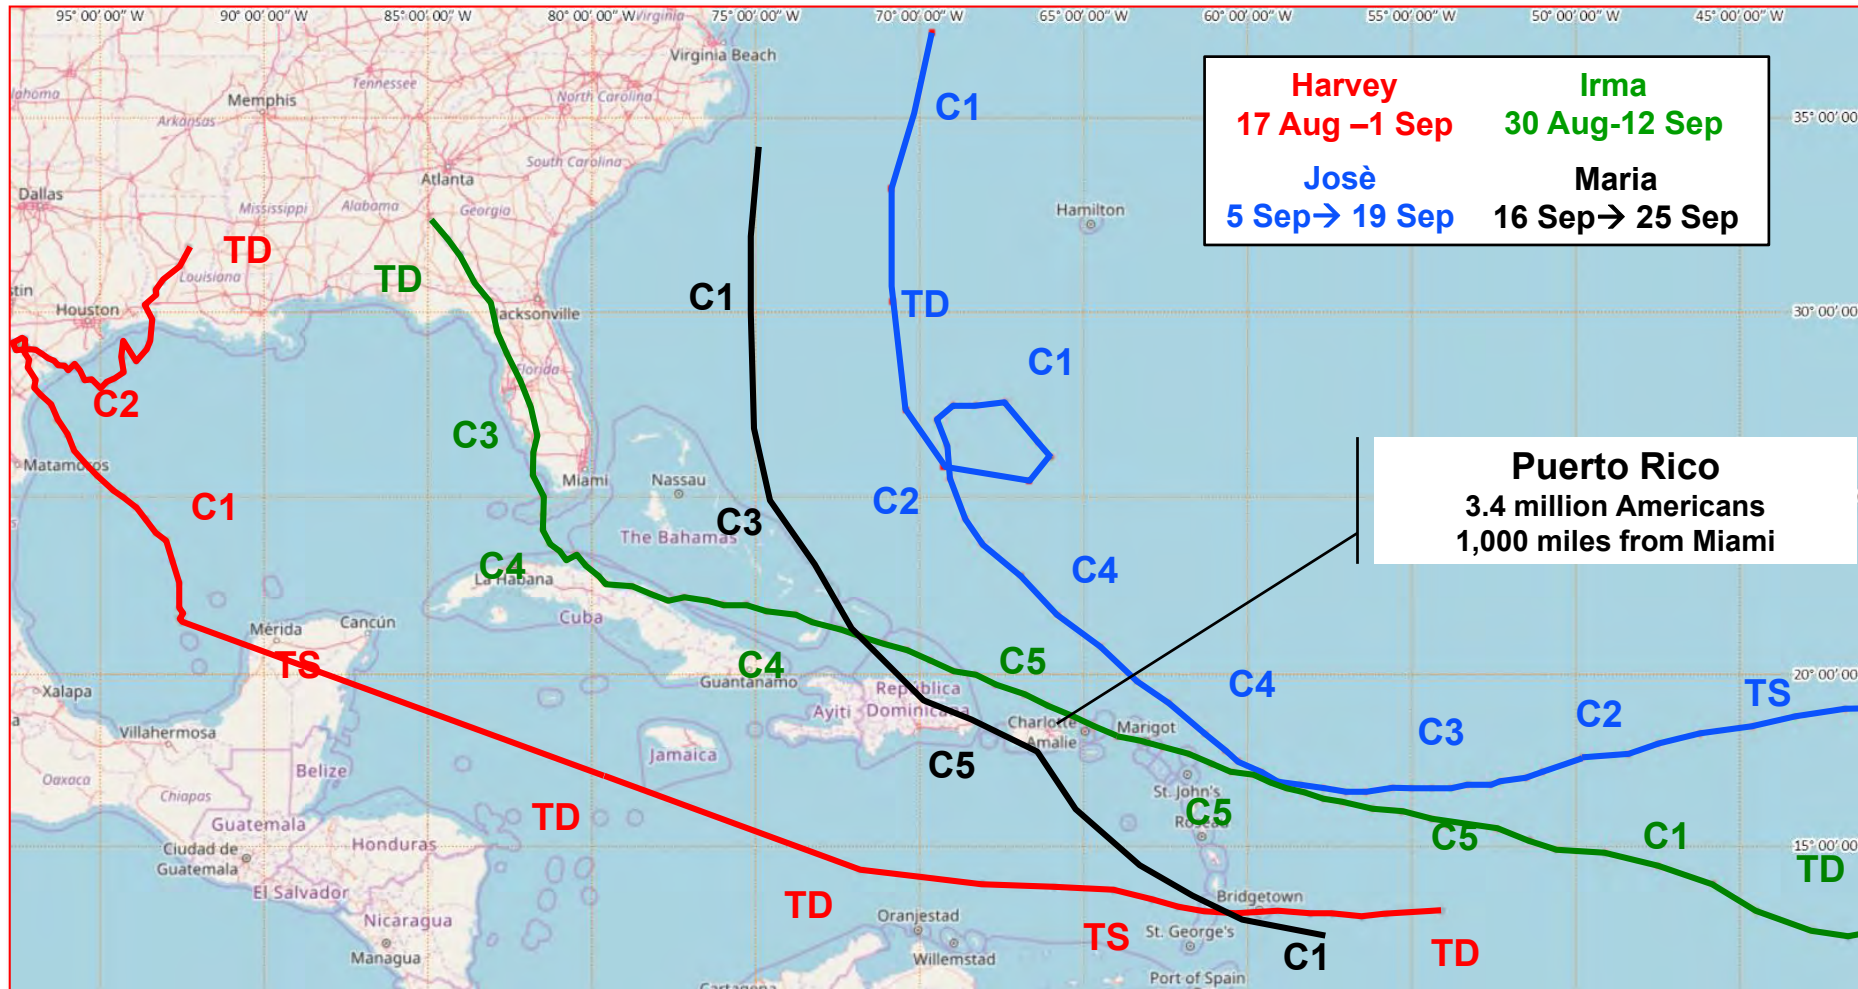 95° 00' 00" W
90° 00' 00" W
85° 00' 00" W
80° 00' 00" W
Virginia
75° 00' 00" W
70° 00' 00" W
65° 00' 00" W
60° 00' 00" W
55° 00' 00" W
50° 00' 00" W
45° 00' 00" W
Virginia Beach
Tennessee
North Carolina
Memphis
Arkansas
South Carolina
Atlanta
Dallas
Mississippi
Alabama
Georgia
Hamilton
Louisiana
Houston
Jacksonville
Florida
Miami
Nassau
The Bahamas
Matamoros
La Habana
Cuba
Mérida
Cancún
Guantánamo
República
Dominicana
Ayiti
Charlotte
Amalie
Marigot
Xalapa
Villahermosa
Jamaica
Belize
Oaxaca
Chiapas
St. John's
Roseau
Guatemala
Ciudad de
Guatemala
Honduras
El Salvador
Nicaragua
Managua
Oranjestad
Willemstad
Bridgetown
St. George's
Port of Spain
Cartagena
35° 00' 00"
30° 00' 00"
20° 00' 00"
15° 00' 00"
Harvey
17 Aug –1 Sep
Irma
30 Aug-12 Sep
Josè
5 Sep→ 19 Sep
Maria
16 Sep→ 25 Sep
Puerto Rico
3.4 million Americans
1,000 miles from Miami
TD
C2
C1
TS
TD
TD
TS
TD
TD
C3
C4
C4
C5
C5
C5
C1
TD
C1
TD
C1
C2
C4
C4
C3
C2
TS
C1
C3
C5
C1